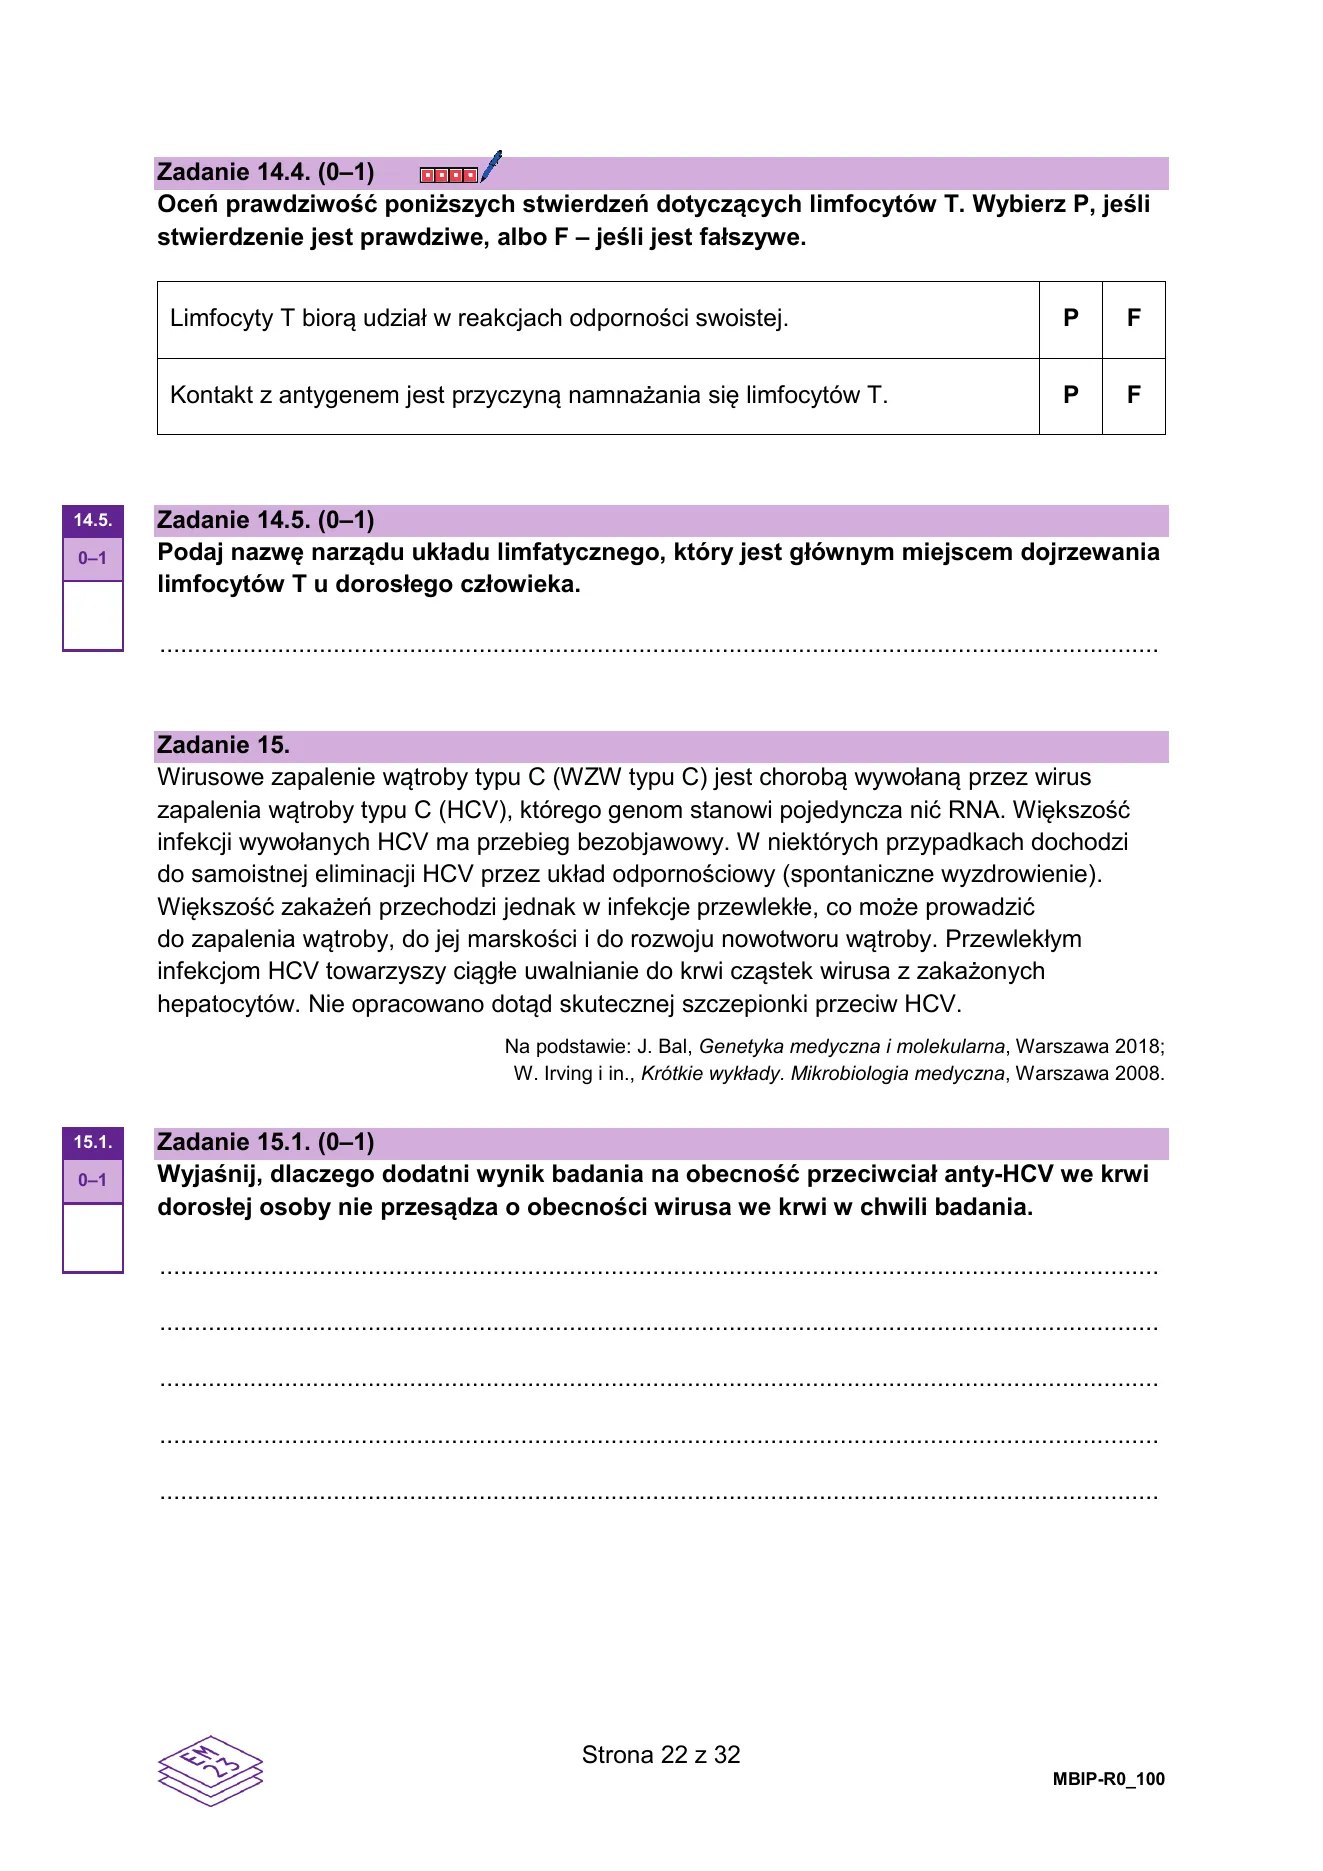 Zadanie 14.4. (0–1)
Oceń prawdziwość poniższych stwierdzeń dotyczących limfocytów T. Wybierz P, jeśli
stwierdzenie jest prawdziwe, albo F – jeśli jest fałszywe.
Limfocyty T biorą udział w reakcjach odporności swoistej. P F
Kontakt z antygenem jest przyczyną namnażania się limfocytów T. P F
14.5.
0–1
Zadanie 14.5. (0–1)
Podaj nazwę narządu układu limfatycznego, który jest głównym miejscem dojrzewania
limfocytów T u dorosłego człowieka.
Zadanie 15.
Wirusowe zapalenie wątroby typu C (WZW typu C) jest chorobą wywołaną przez wirus
zapalenia wątroby typu C (HCV), którego genom stanowi pojedyncza nić RNA. Większość
infekcji wywołanych HCV ma przebieg bezobjawowy. W niektórych przypadkach dochodzi
do samoistnej eliminacji HCV przez układ odpornościowy (spontaniczne wyzdrowienie).
Większość zakażeń przechodzi jednak w infekcje przewlekłe, co może prowadzić
do zapalenia wątroby, do jej marskości i do rozwoju nowotworu wątroby. Przewlekłym
infekcjom HCV towarzyszy ciągłe uwalnianie do krwi cząstek wirusa z zakażonych
hepatocytów. Nie opracowano dotąd skutecznej szczepionki przeciw HCV.
Na podstawie: J. Bal, Genetyka medyczna i molekularna, Warszawa 2018;
W. Irving i in., Krótkie wykłady. Mikrobiologia medyczna, Warszawa 2008.
15.1.
0–1
Zadanie 15.1. (0–1)
Wyjaśnij, dlaczego dodatni wynik badania na obecność przeciwciał anty-HCV we krwi
dorosłej osoby nie przesądza o obecności wirusa we krwi w chwili badania.
EM
23
Strona 22 z 32
MBIP-R0_100